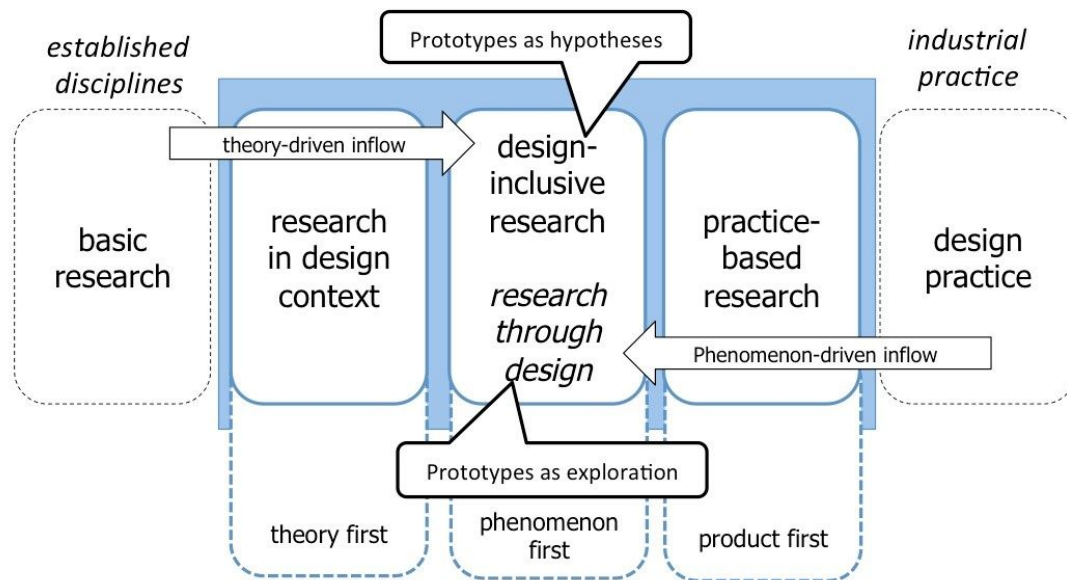 established
disciplines
Prototypes as hypotheses
industrial
practice
theory-driven inflow
design-
inclusive
research
basic
research
research
in design
context
practice-
based
research
design
practice
research
through
design
Phenomenon-driven inflow
Prototypes as exploration
theory first
phenomenon
first
product first